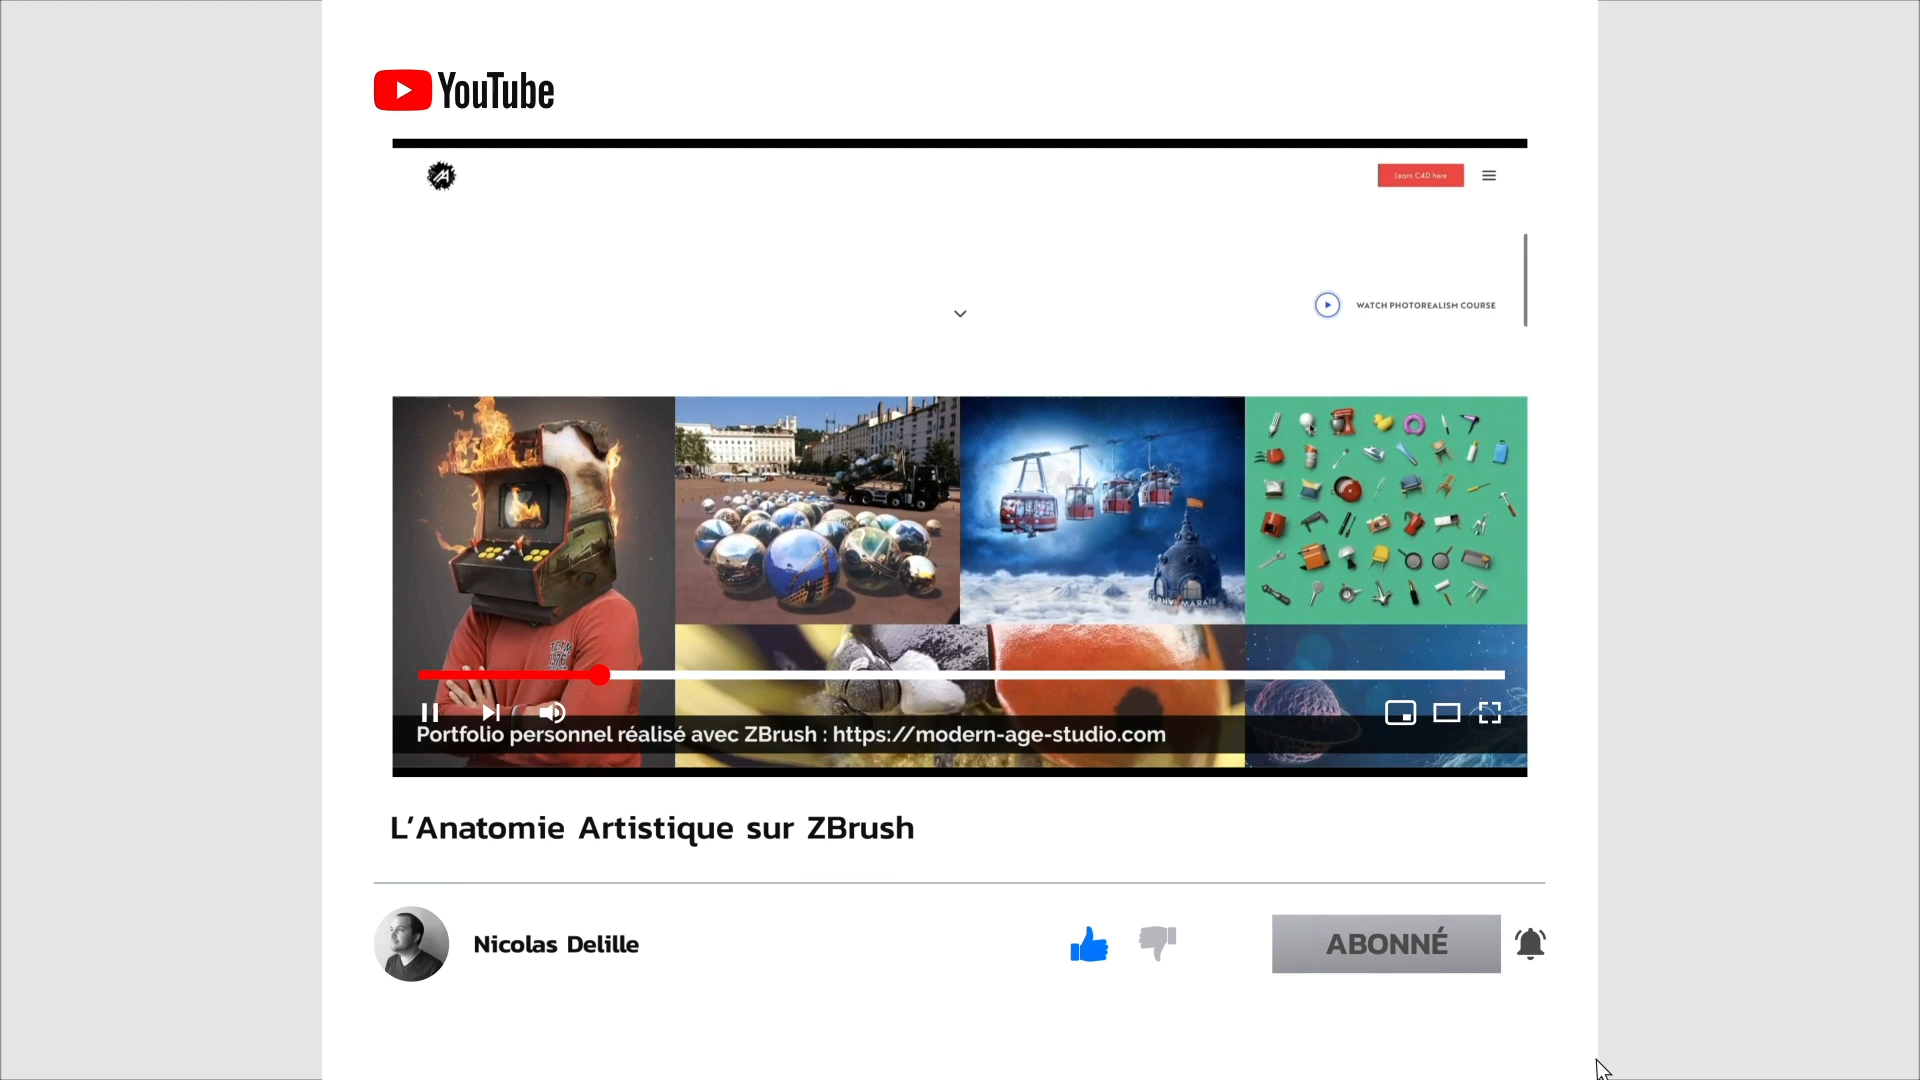 YouTube
Learn C4D here
WATCH PHOTOREALISM COURSE
TEAM
Portfolio personnel réalisé avec ZBrush : https://modern-age-studio.com
L’Anatomie Artistique sur ZBrush
Nicolas Delille
ABONNÉ